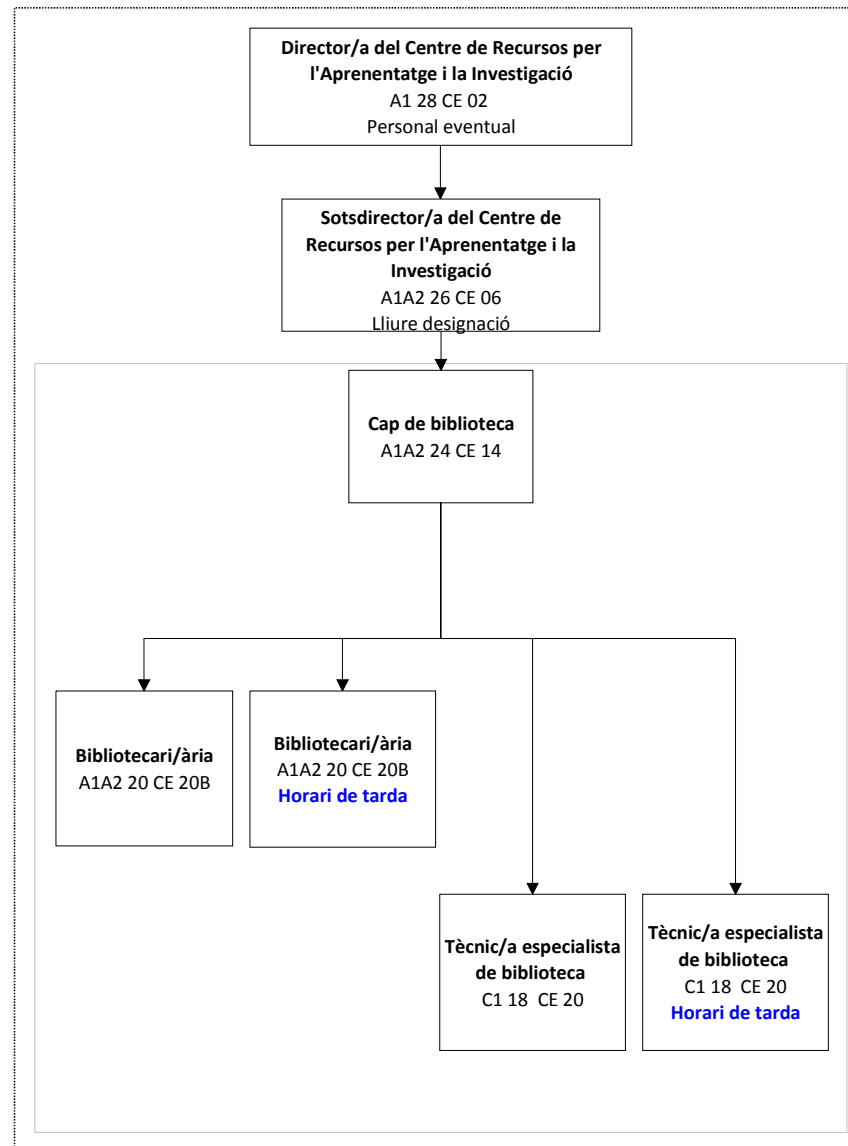 Director/a del Centre de Recursos per
l'Aprenentatge i la Investigació
A1 28 CE 02
Personal eventual
Sotsdirector/a del Centre de
Recursos per l'Aprenentatge i la
Investigació
A1A2 26 CE 06
Lliure designació
Cap de biblioteca
A1A2 24 CE 14
Bibliotecari/ària
A1A2 20 CE 20B
Bibliotecari/ària
A1A2 20 CE 20B
Horari de tarda
Tècnic/a especialista
de biblioteca
C1 18 CE 20
Tècnic/a especialista
de biblioteca
C1 18 CE 20
Horari de tarda